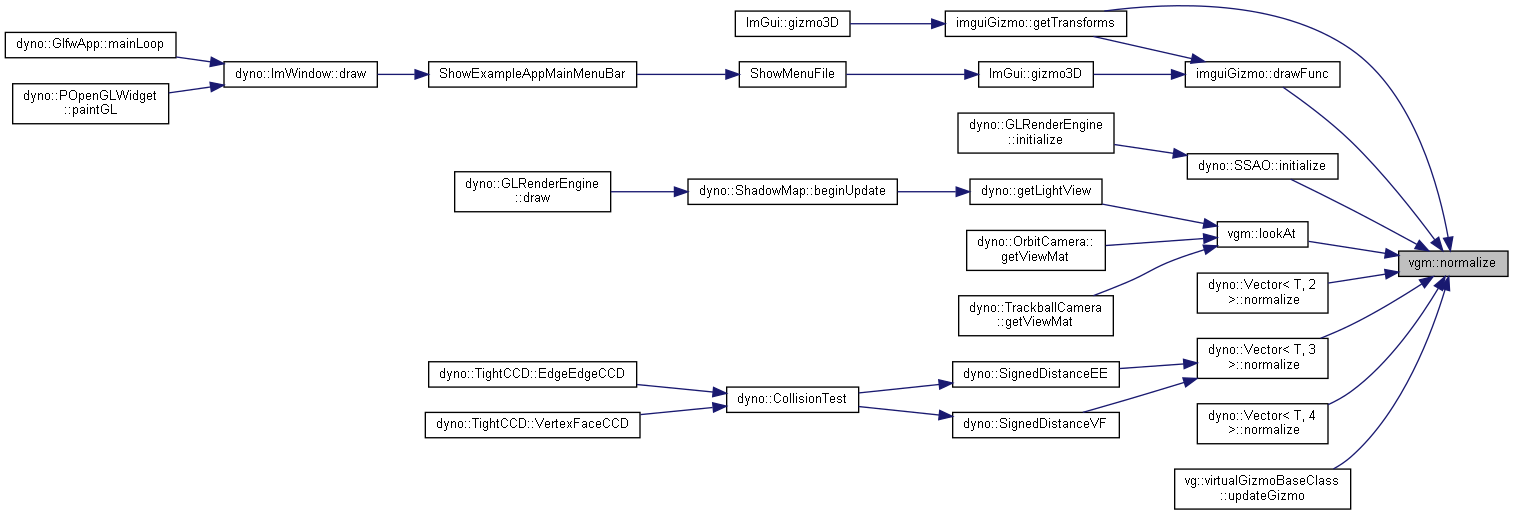 ImGui::gizmo3D
imguiGizmo::getTransforms
dyno::GlfwApp::mainLoop
dyno::ImWindow::draw
ShowExampleAppMainMenuBar
ShowMenuFile
ImGui::gizmo3D
imguiGizmo::drawFunc
dyno::POpenGLWidget
::paintGL
dyno::GLRenderEngine
::initialize
dyno::SSAO::initialize
dyno::GLRenderEngine
::draw
dyno::ShadowMap::beginUpdate
dyno::getLightView
vgm::lookAt
dyno::OrbitCamera::
getViewMat
vgm::normalize
dyno::Vector< T, 2
>::normalize
dyno::TrackballCamera
::getViewMat
dyno::Vector< T, 3
>::normalize
dyno::TightCCD::EdgeEdgeCCD
dyno::SignedDistanceEE
dyno::CollisionTest
dyno::TightCCD::VertexFaceCCD
dyno::SignedDistanceVF
dyno::Vector< T, 4
>::normalize
vg::virtualGizmoBaseClass
::updateGizmo